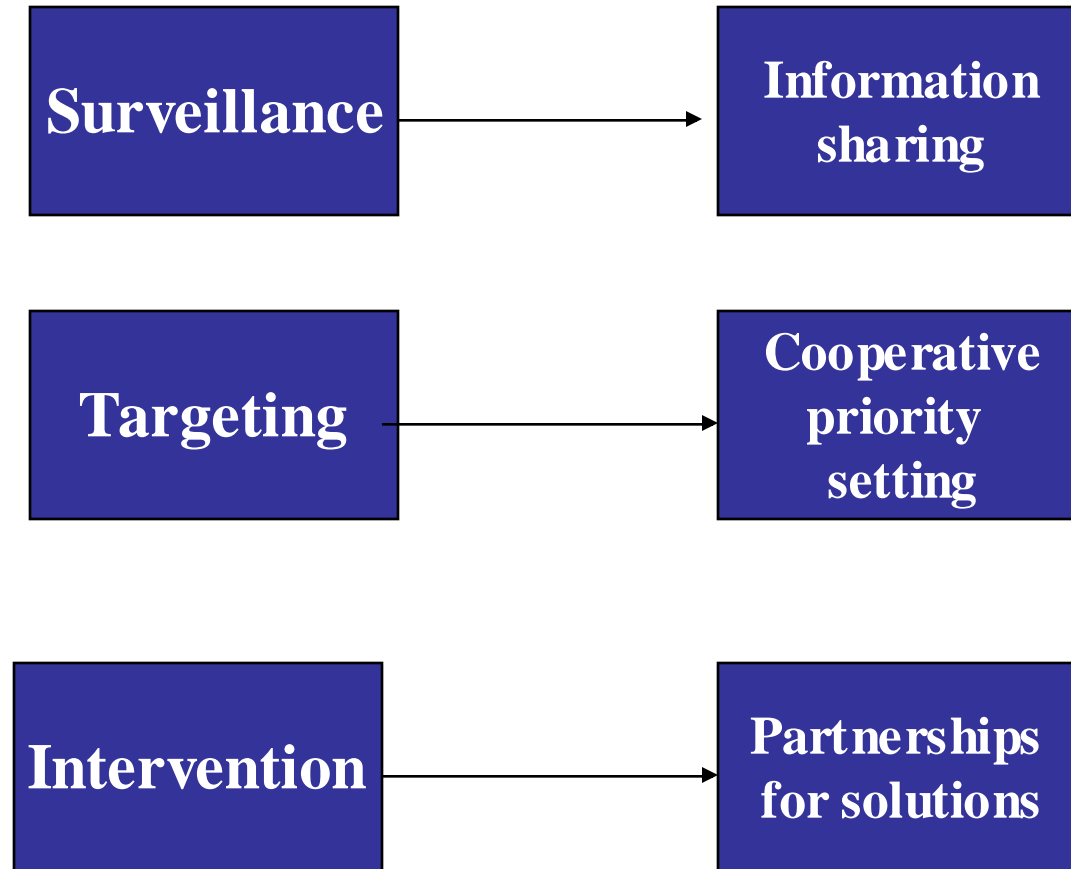 Surveillance
Information
sharing
Targeting
Cooperative
priority
setting
Intervention
Partnerships
for solutions